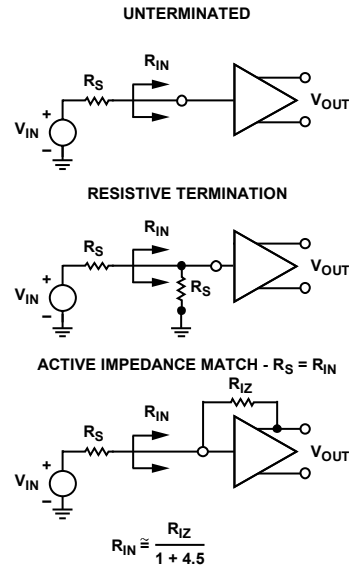 UNTERMINATED
R_IN
R_S
+
V_IN
−
V_OUT
RESISTIVE TERMINATION
R_IN
R_S
+
R_S
V_IN
−
V_OUT
ACTIVE IMPEDANCE MATCH - R_S = R_IN
R_IZ
R_IN
R_S
+
V_IN
−
V_OUT
R_IN ≅ R_IZ
1 + 4.5